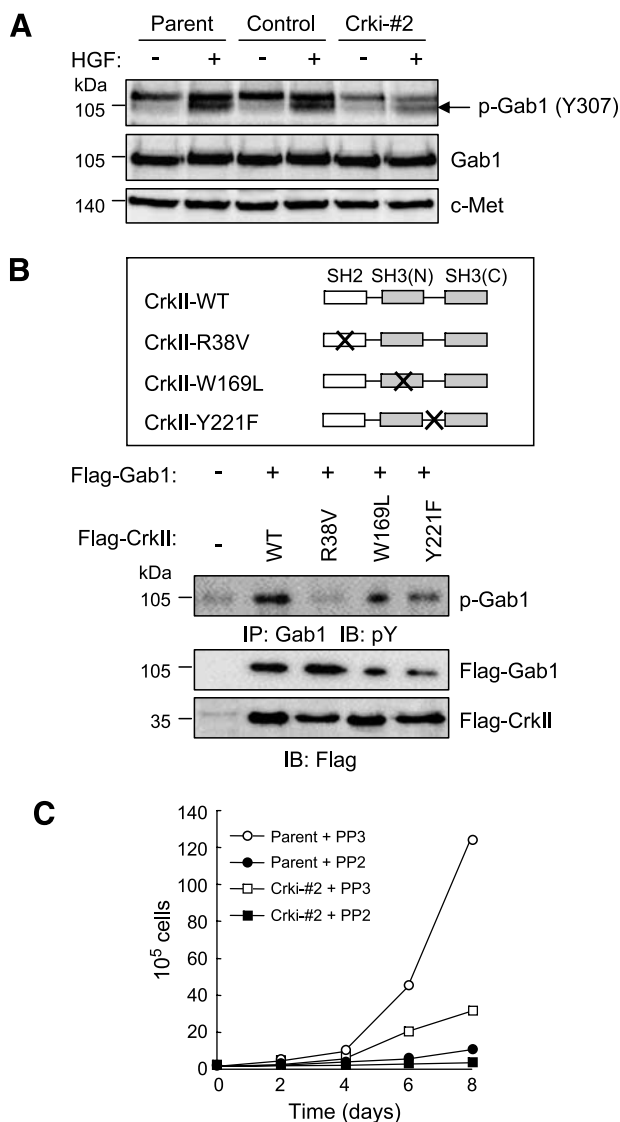 A
Parent Control Crki-#2
HGF: - + - + - +
kDa
105 p-Gab1 (Y307)
105 Gab1
140 c-Met
B
SH2 SH3(N) SH3(C)
CrkII-WT
CrkII-R38V
CrkII-W169L
CrkII-Y221F
Flag-Gab1: - + + + +
Flag-CrkII: - WT R38V W169L Y221F
kDa
105 p-Gab1
IP: Gab1 IB: pY
105 Flag-Gab1
35 Flag-CrkII
IB: Flag
C
140
120
100
80
60
40
20
0
10⁵ cells
Parent + PP3
Parent + PP2
Crki-#2 + PP3
Crki-#2 + PP2
0 2 4 6 8
Time (days)